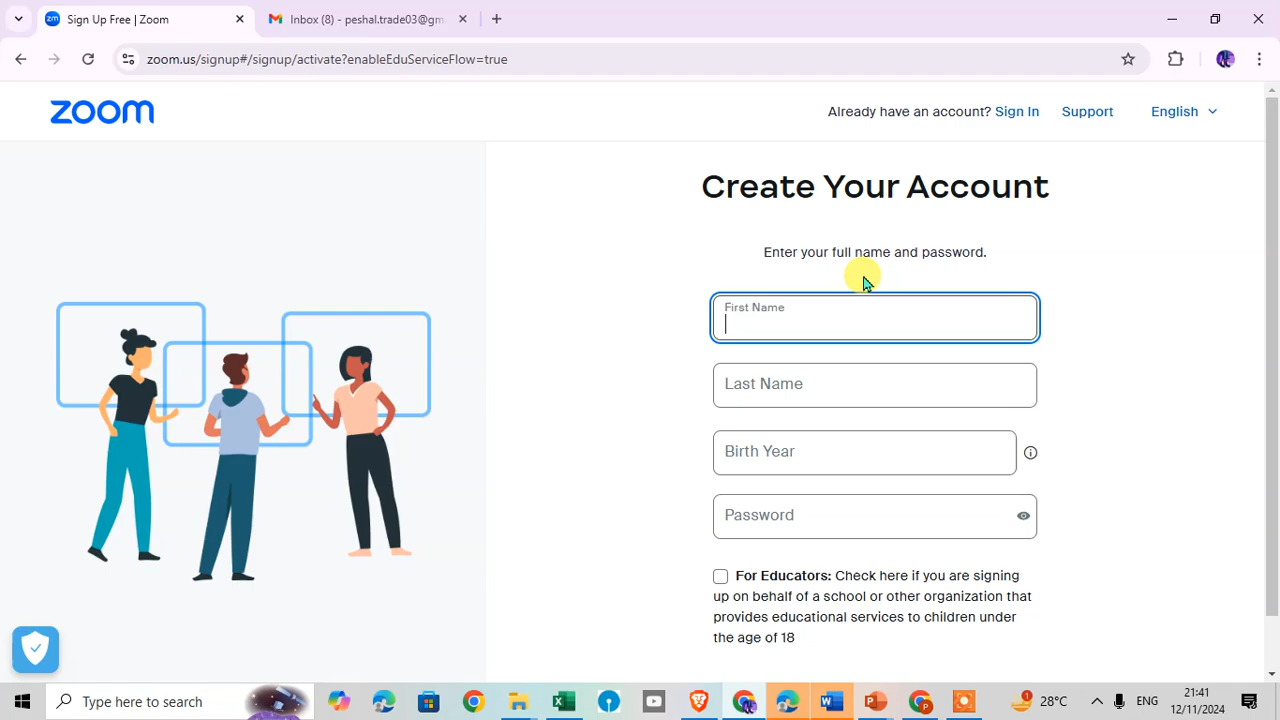 zm Sign Up Free | Zoom
Inbox (8) - peshal.trade03@gm
zoom.us/signup#/signup/activate?enableEduServiceFlow=true
zoom
Already have an account? Sign In
Support
English
Create Your Account
Enter your full name and password.
First Name
Last Name
Birth Year
Password
For Educators: Check here if you are signing
up on behalf of a school or other organization that
provides educational services to children under
the age of 18
Type here to search
1
28°C
ENG
21:41
12/11/2024